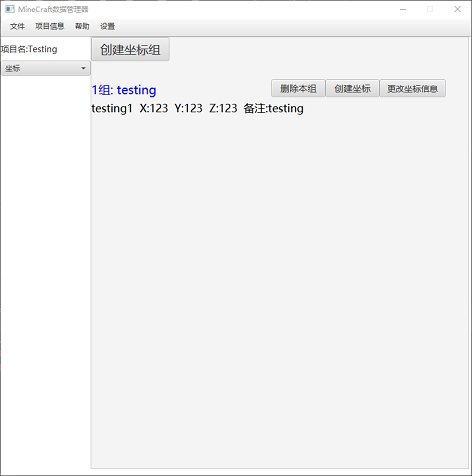 MineCraft数据管理器
文件 项目信息 帮助 设置
项目名:Testing
创建坐标组
坐标
1组: testing 删除本组 创建坐标 更改坐标信息
testing1 X:123 Y:123 Z:123 备注:testing